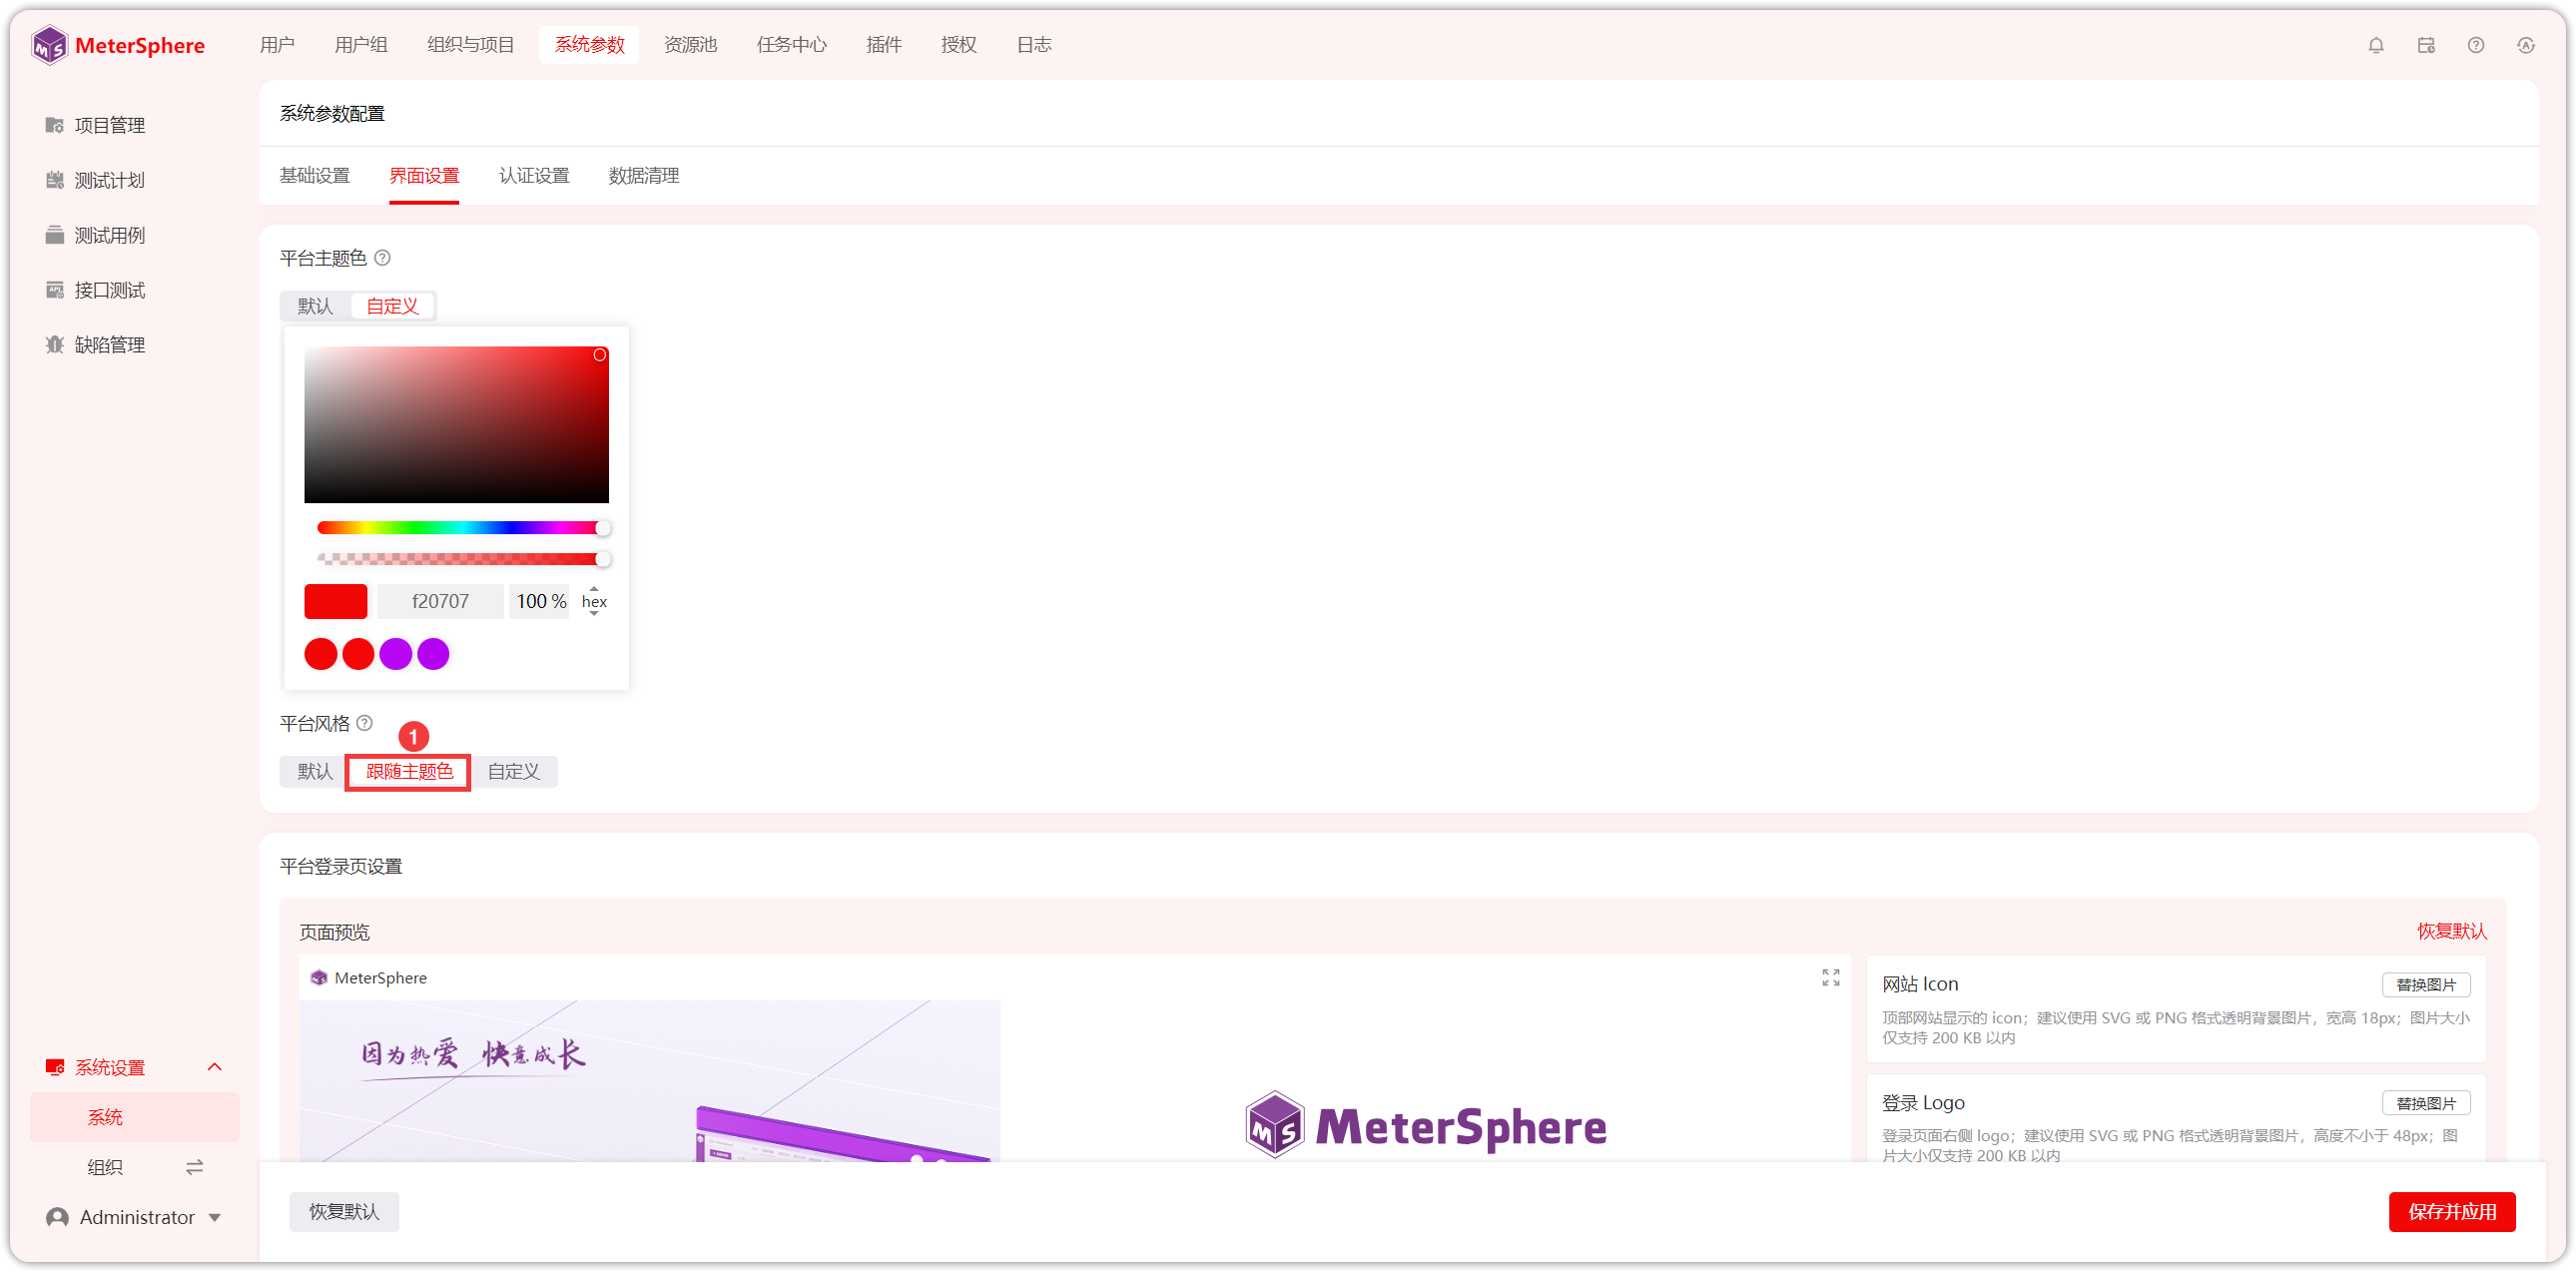 MeterSphere
用户 用户组 组织与项目 系统参数 资源池 任务中心 插件 授权 日志
项目管理
测试计划
测试用例
接口测试
缺陷管理
系统参数配置
基础设置 界面设置 认证设置 数据清理
平台主题色
默认 自定义
f20707 100 % hex
平台风格
1
默认 跟随主题色 自定义
平台登录页设置
页面预览 恢复默认
MeterSphere
因为热爱 快意成长
MS MeterSphere
网站 Icon 替换图片
顶部网站显示的 icon；建议使用 SVG 或 PNG 格式透明背景图片，宽高 18px；图片大小
仅支持 200 KB 以内
登录 Logo 替换图片
登录页面右侧 logo；建议使用 SVG 或 PNG 格式透明背景图片，高度不小于 48px；图
片大小仅支持 200 KB 以内
系统设置
系统
组织
Administrator
恢复默认 保存并应用